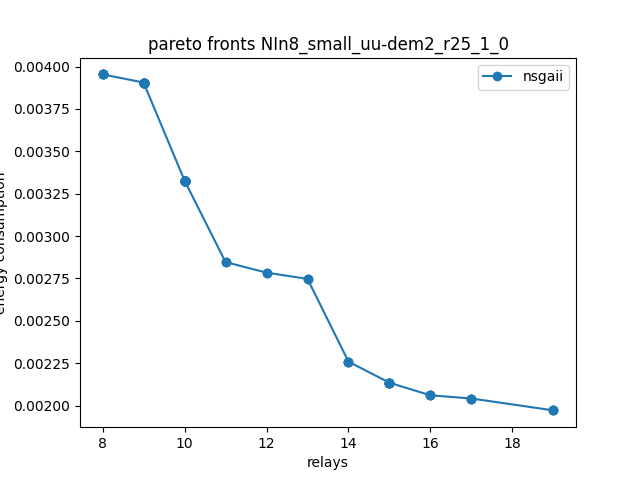 pareto fronts NIn8_small_uu-dem2_r25_1_0
nsgaii
0.00400
0.00375
0.00350
0.00325
0.00300
0.00275
0.00250
0.00225
0.00200
energy consumption
8 10 12 14 16 18
relays